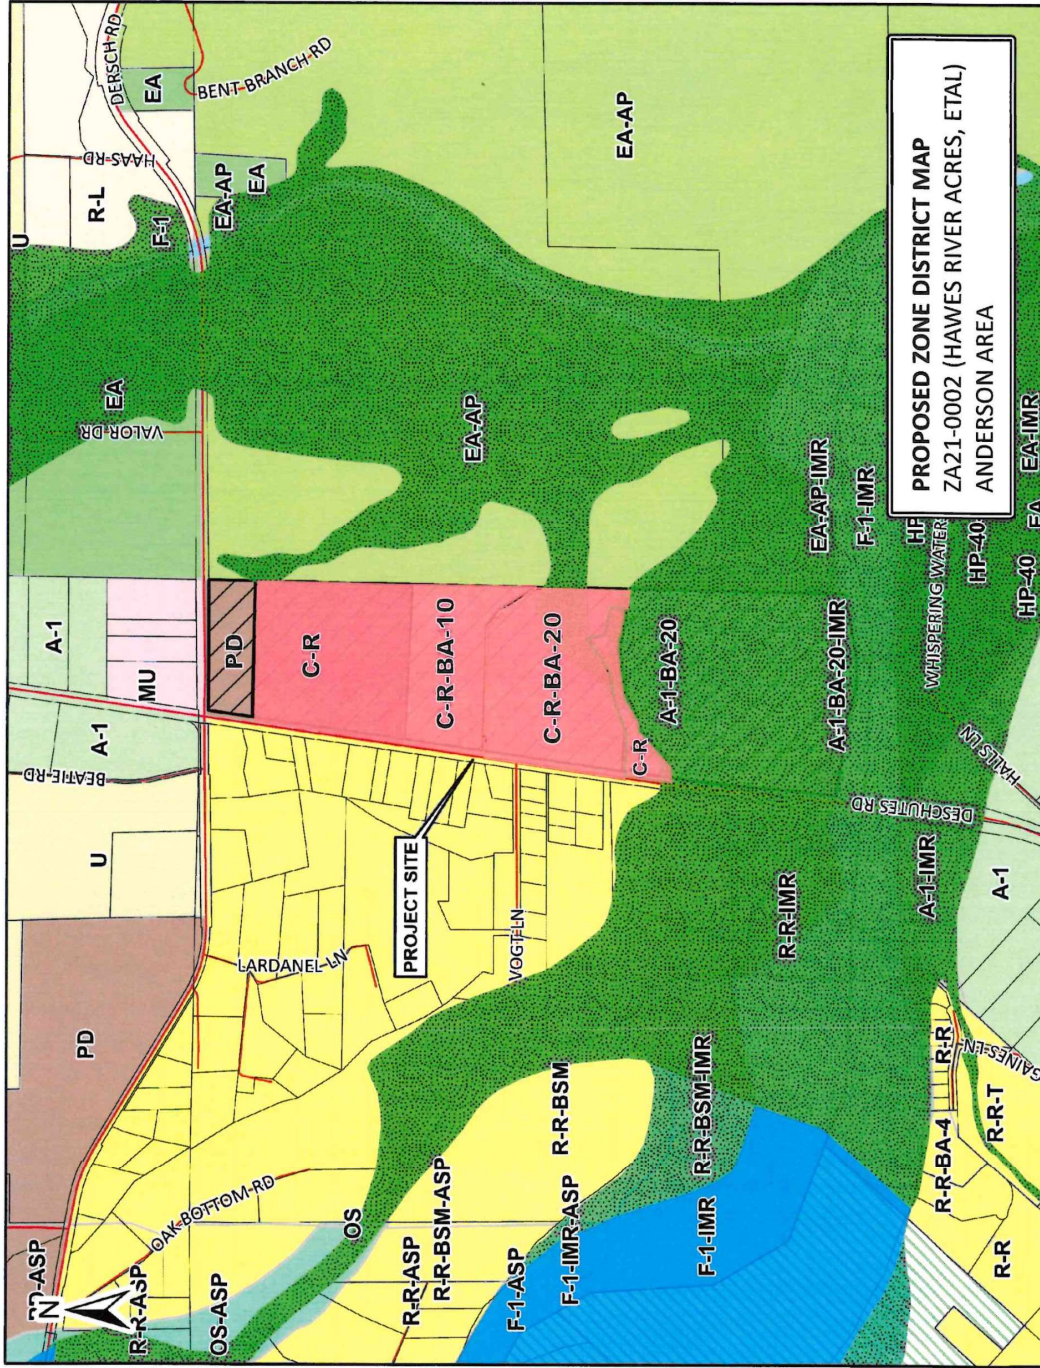 N
R-R-ASP
OAK BOTTOM RD
OS-ASP
PD
U
BEATIE RD
A-1
A-1
MU
VALOR DR
EA
U
R-L
HAAS RD
DERSCH RD
F-1
EA
BENT BRANCH RD
EA-AP
EA
OS
LARDANEL LN
PD
C-R
R-R-ASP
R-R-BSM-ASP
PROJECT SITE
C-R-BA-10
EA-AP
F-1-ASP
F-1-IMR-ASP
R-R-BSM
VOGT LN
C-R-BA-20
EA-AP
C-R
A-1-BA-20
F-1-IMR
R-R-BSM-IMR
R-R-IMR
A-1-BA-20-IMR
EA-AP-IMR
F-1-IMR
DESCHUTES RD
A-1-IMR
WHISPERING WATER
HP
R-R-BA-4
R-R
HALLS LN
HP-40
R-R
R-R-T
GAINES LN
A-1
HP-40
EA
EA-IMR
PROPOSED ZONE DISTRICT MAP
ZA21-0002 (HAWES RIVER ACRES, ETAL)
ANDERSON AREA